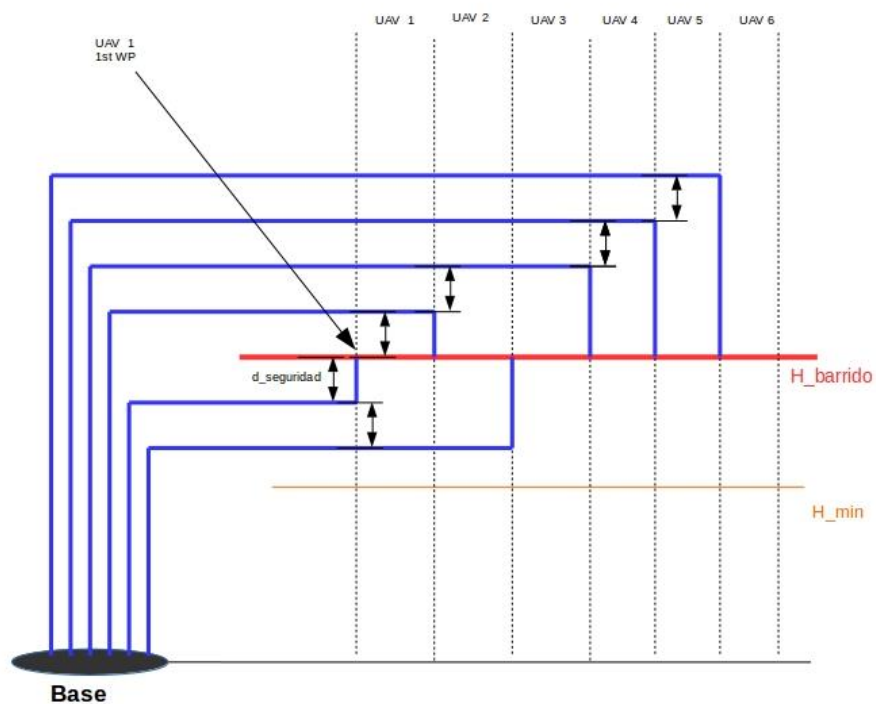 UAV 1
UAV 2
UAV 3
UAV 4
UAV 5
UAV 6
UAV 1
1st WP
d_seguridad
H_barrido
H_min
Base